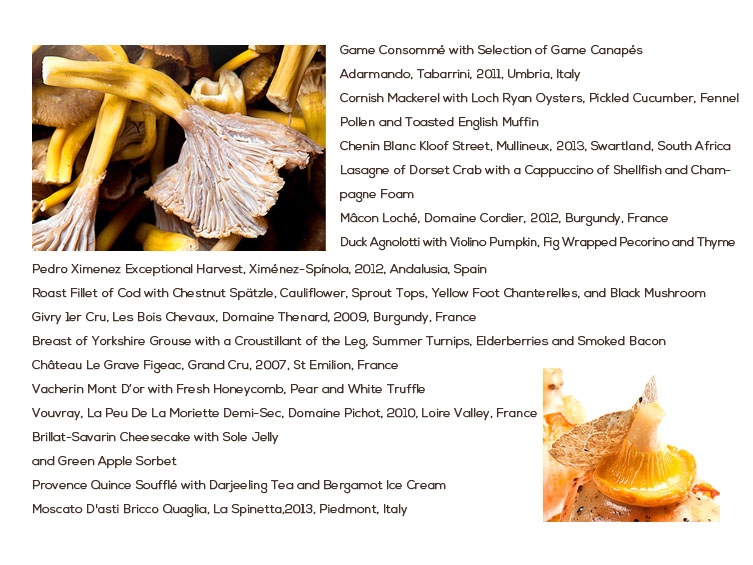 Game Consommé with Selection of Game Canapés
Adarmando, Tabarrini, 2011, Umbria, Italy
Cornish Mackerel with Loch Ryan Oysters, Pickled Cucumber, Fennel
Pollen and Toasted English Muffin
Chenin Blanc Kloof Street, Mullineux, 2013, Swartland, South Africa
Lasagne of Dorset Crab with a Cappuccino of Shellfish and Cham-
pagne Foam
Mâcon Loché, Domaine Cordier, 2012, Burgundy, France
Duck Agnolotti with Violino Pumpkin, Fig Wrapped Pecorino and Thyme
Pedro Ximenez Exceptional Harvest, Ximénez-Spínola, 2012, Andalusia, Spain
Roast Fillet of Cod with Chestnut Spätzle, Cauliflower, Sprout Tops, Yellow Foot Chanterelles, and Black Mushroom
Givry 1er Cru, Les Bois Chevaux, Domaine Thenard, 2009, Burgundy, France
Breast of Yorkshire Grouse with a Croustillant of the Leg, Summer Turnips, Elderberries and Smoked Bacon
Château Le Grave Figeac, Grand Cru, 2007, St Emilion, France
Vacherin Mont D'or with Fresh Honeycomb, Pear and White Truffle
Vouvray, La Peu De La Moriette Demi-Sec, Domaine Pichot, 2010, Loire Valley, France
Brillat-Savarin Cheesecake with Sole Jelly
and Green Apple Sorbet
Provence Quince Soufflé with Darjeeling Tea and Bergamot Ice Cream
Moscato D'asti Bricco Quaglia, La Spinetta,2013, Piedmont, Italy